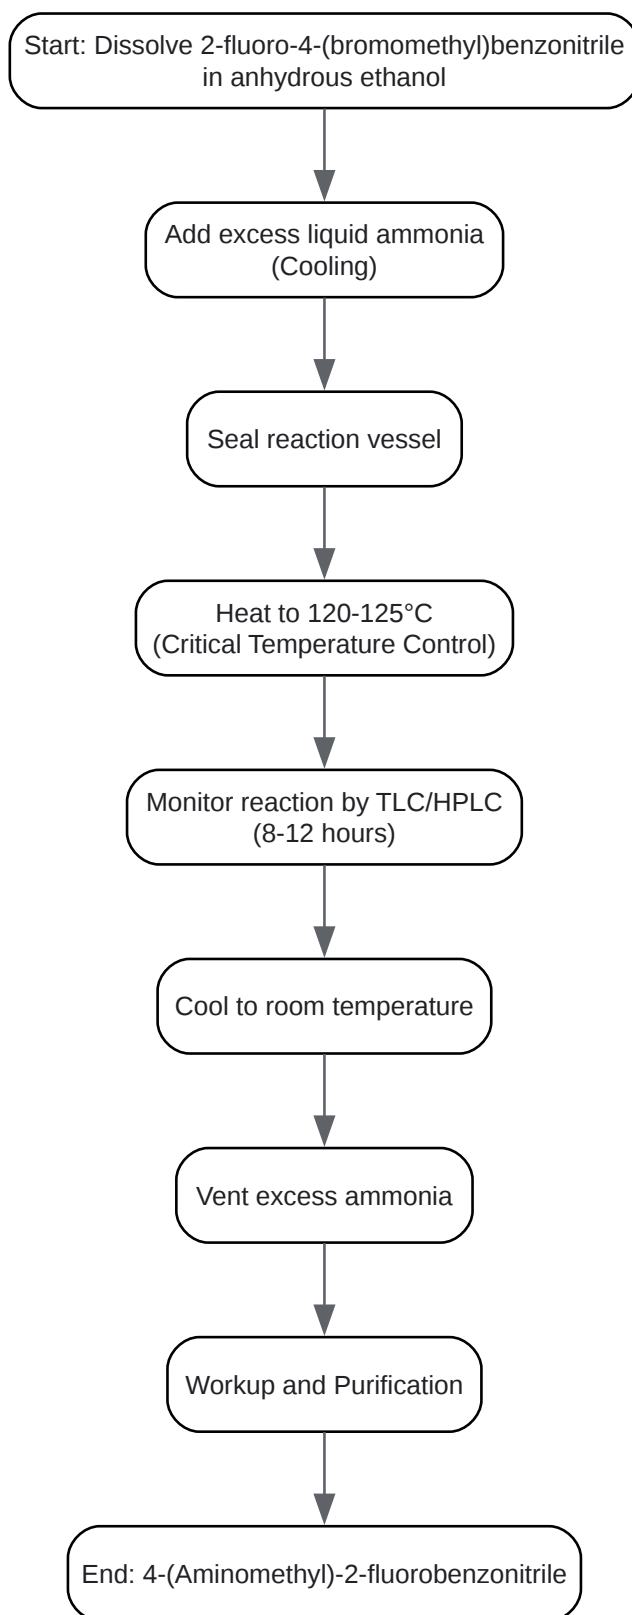 Start: Dissolve 2-fluoro-4-(bromomethyl)benzonitrile
in anhydrous ethanol
Add excess liquid ammonia
(Cooling)
Seal reaction vessel
Heat to 120-125°C
(Critical Temperature Control)
Monitor reaction by TLC/HPLC
(8-12 hours)
Cool to room temperature
Vent excess ammonia
Workup and Purification
End: 4-(Aminomethyl)-2-fluorobenzonitrile